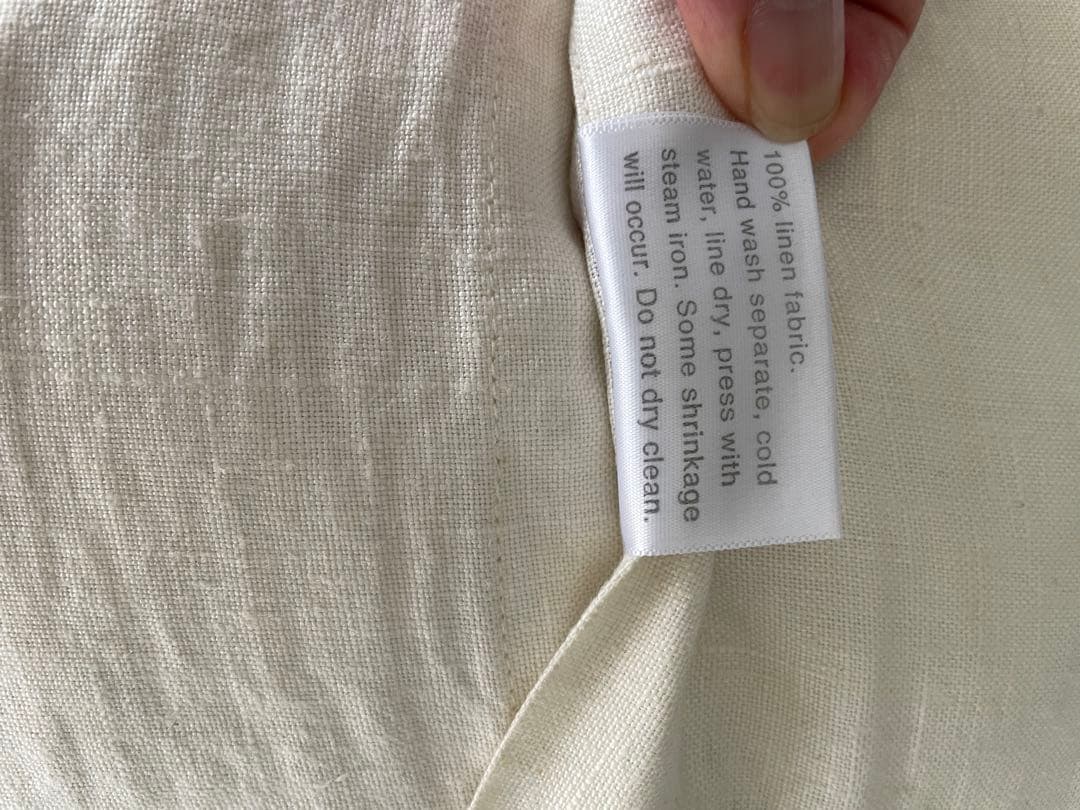 100% linen fabric.
Hand wash separate, cold
water, line dry, press with
steam iron. Some shrinkage
will occur. Do not dry clean.